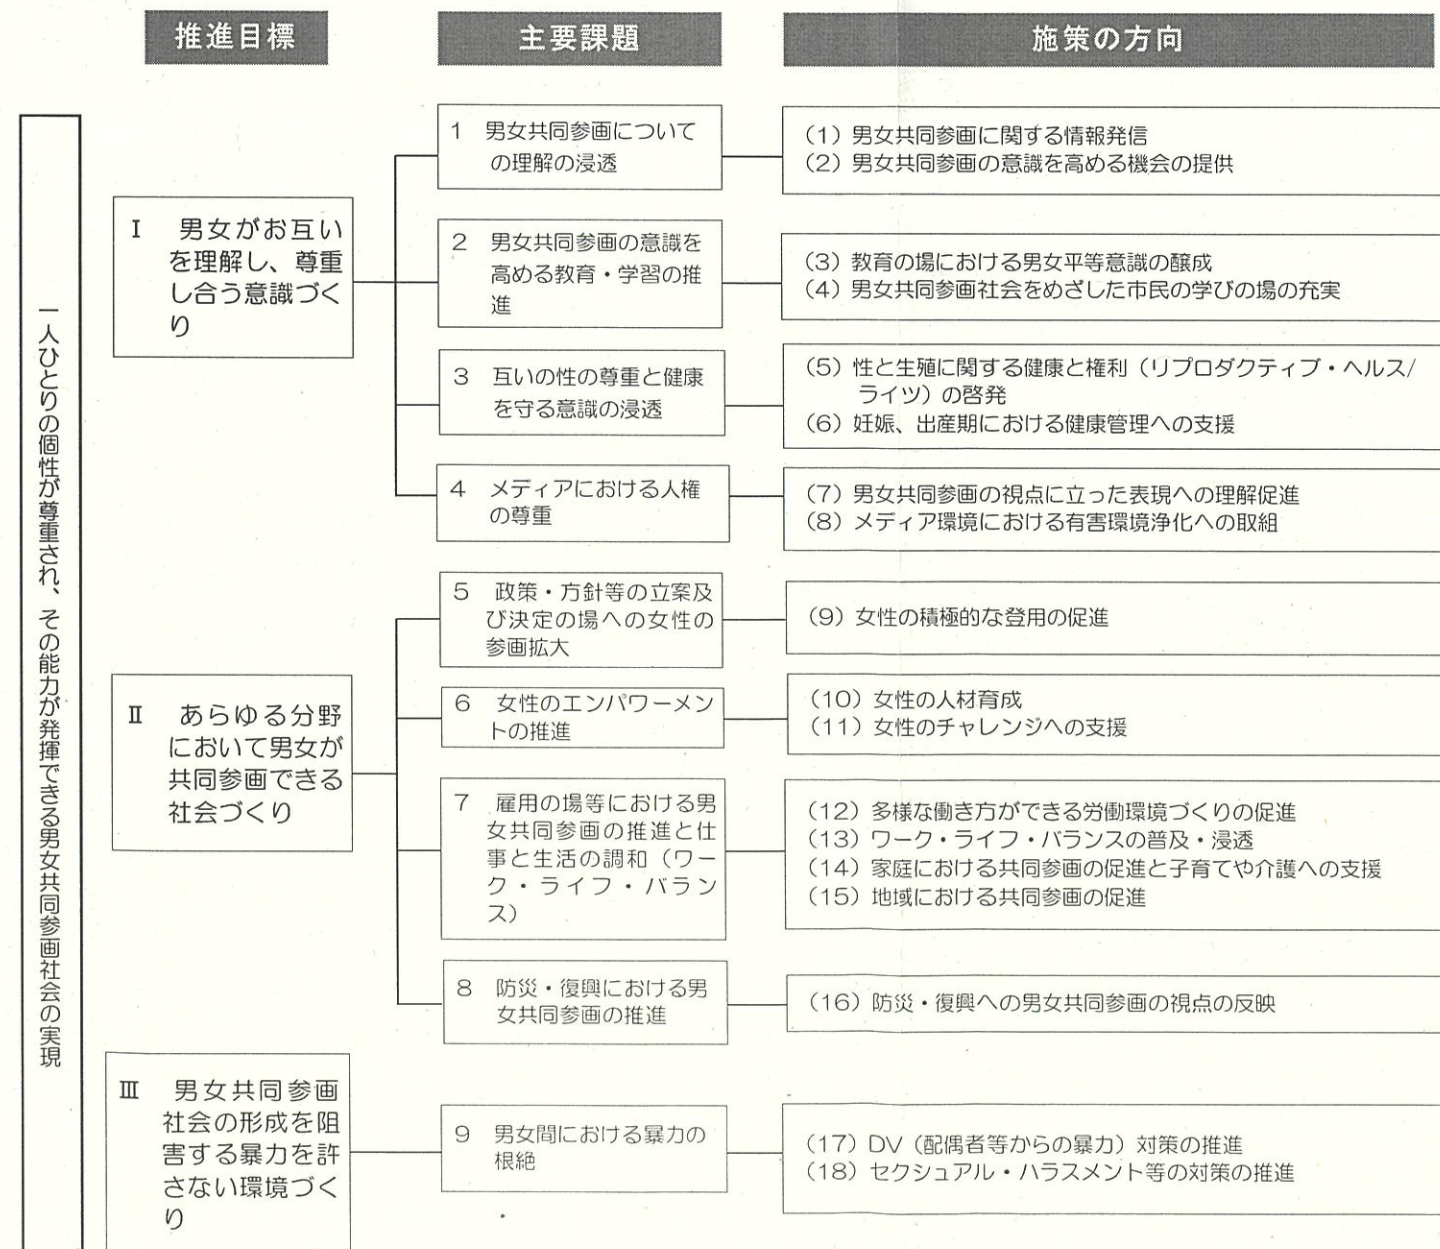 推進目標
主要課題
施策の方向
一人ひとりの個性が尊重され、その能力が発揮できる男女共同参画社会の実現
Ⅰ 男女がお互い
を理解し、尊重
し合う意識づく
り
1 男女共同参画について
の理解の浸透
(1) 男女共同参画に関する情報発信
(2) 男女共同参画の意識を高める機会の提供
2 男女共同参画の意識を
高める教育・学習の推
進
(3) 教育の場における男女平等意識の醸成
(4) 男女共同参画社会をめざした市民の学びの場の充実
3 互いの性の尊重と健康
を守る意識の浸透
(5) 性と生殖に関する健康と権利（リプロダクティブ・ヘルス/
ライツ）の啓発
(6) 妊娠、出産期における健康管理への支援
4 メディアにおける人権
の尊重
(7) 男女共同参画の視点に立った表現への理解促進
(8) メディア環境における有害環境浄化への取組
Ⅱ あらゆる分野
において男女が
共同参画できる
社会づくり
5 政策・方針等の立案及
び決定の場への女性の
参画拡大
(9) 女性の積極的な登用の促進
6 女性のエンパワーメン
トの推進
(10) 女性の人材育成
(11) 女性のチャレンジへの支援
7 雇用の場等における男
女共同参画の推進と仕
事と生活の調和（ワー
ク・ライフ・バラン
ス）
(12) 多様な働き方ができる労働環境づくりの促進
(13) ワーク・ライフ・バランスの普及・浸透
(14) 家庭における共同参画の促進と子育てや介護への支援
(15) 地域における共同参画の促進
8 防災・復興における男
女共同参画の推進
(16) 防災・復興への男女共同参画の視点の反映
Ⅲ 男女共同参画
社会の形成を阻
害する暴力を許
さない環境づく
り
9 男女間における暴力の
根絶
(17) DV（配偶者等からの暴力）対策の推進
(18) セクシュアル・ハラスメント等の対策の推進